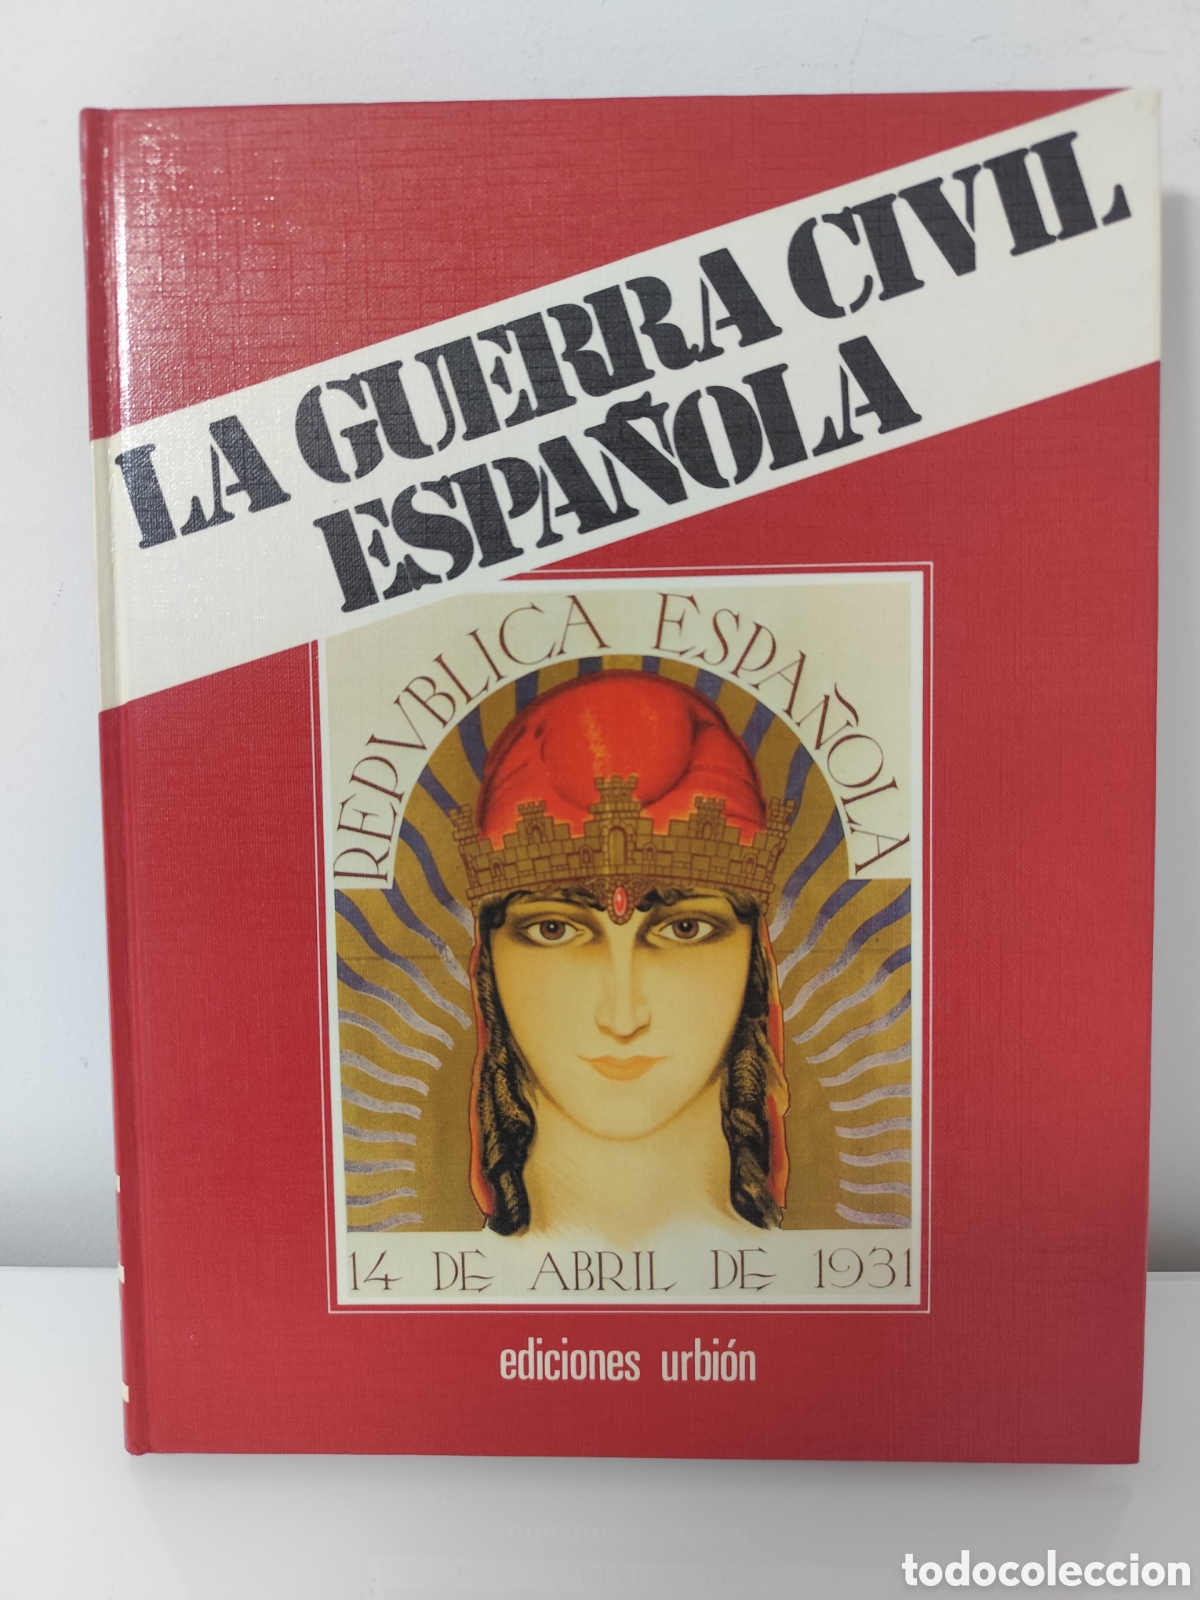 LA GUERRA CIVIL
ESPAÑOLA
REPVBLICA ESPAÑOLA
14 DE ABRIL DE 1931
ediciones urbión
todocoleccion